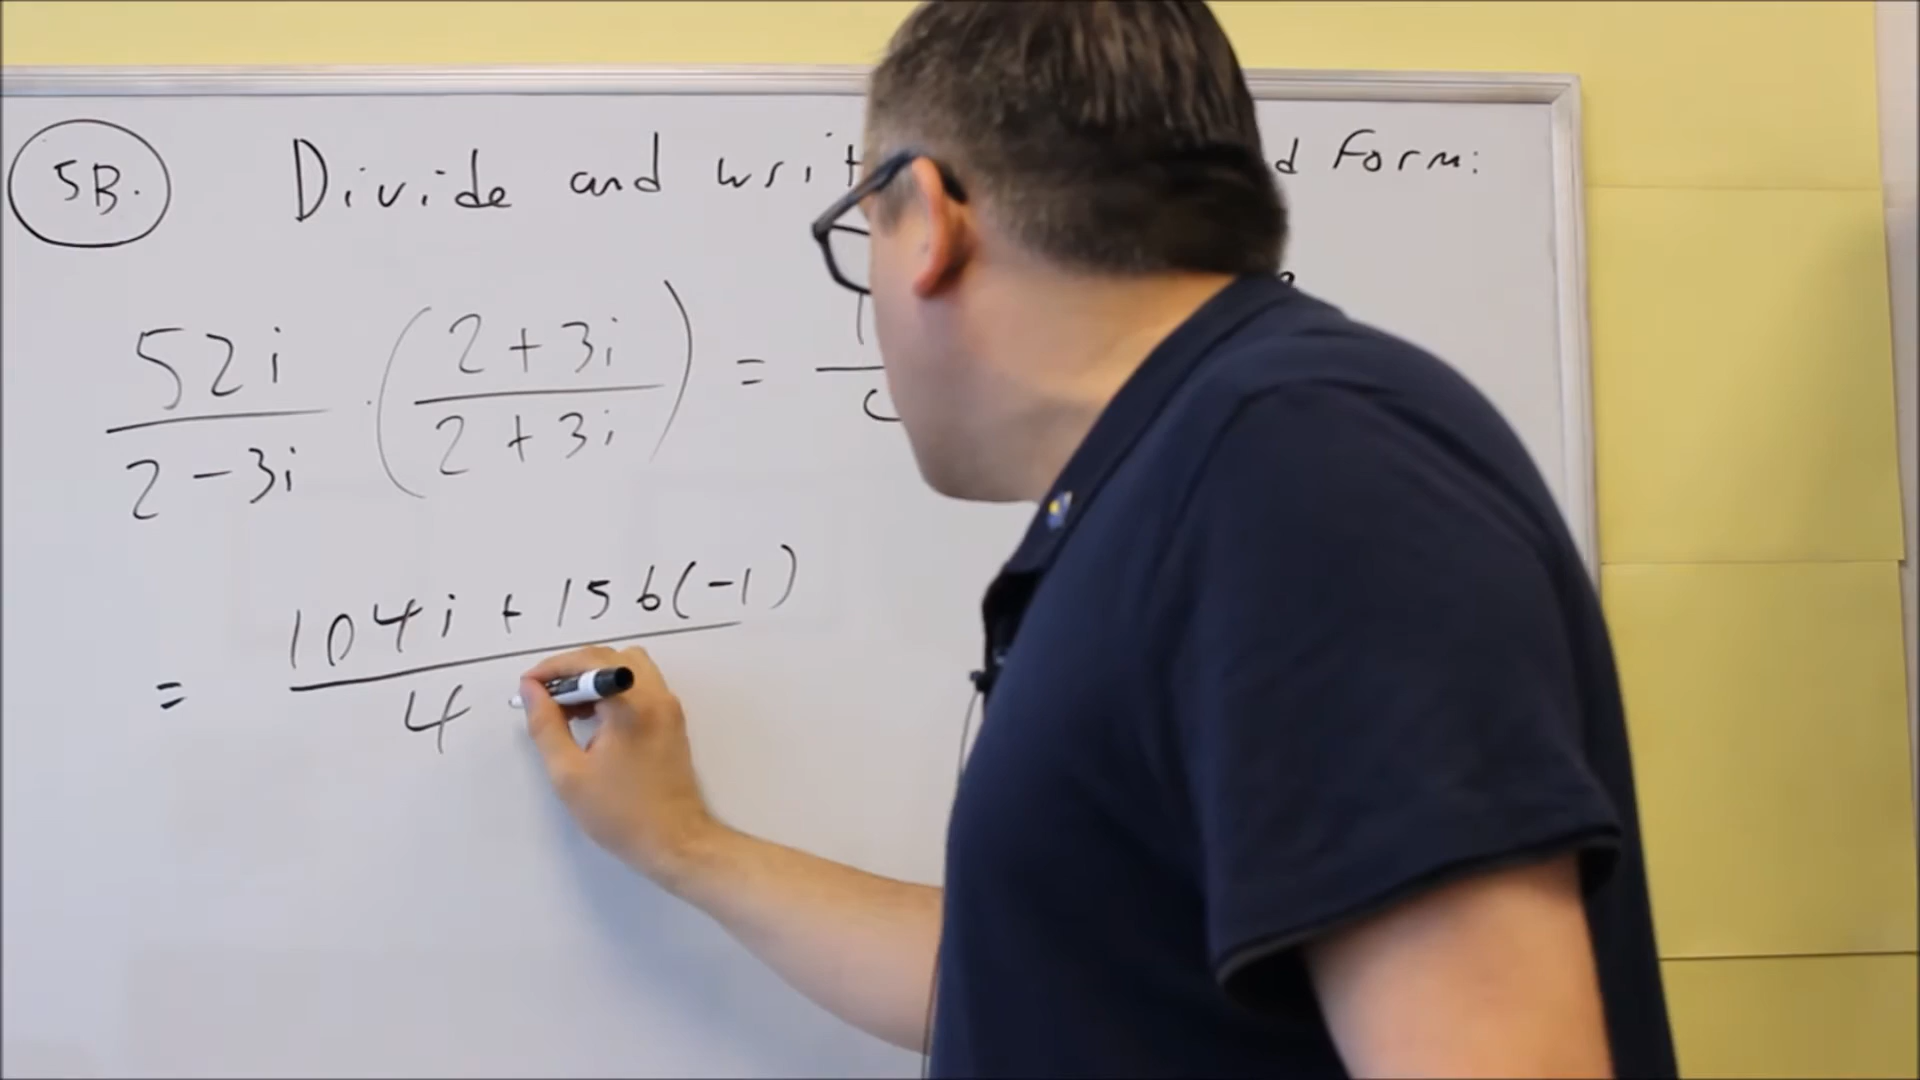 5B. Divide and writ d Form:
52i / 2 - 3i · ( 2 + 3i / 2 + 3i ) =
= 104i + 156(-1) / 4